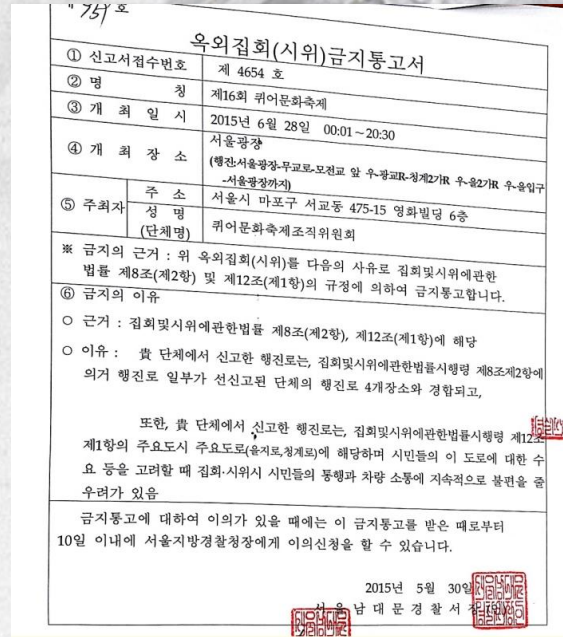 제 751 호
옥외집회(시위)금지통고서
① 신고서접수번호 제 4654 호
② 명 칭 제16회 퀴어문화축제
③ 개 최 일 시 2015년 6월 28일 00:01~20:30
④ 개 최 장 소 서울광장
(행진:서울광장-무교로-모전교 앞 우-광교R-청계2가R 우-을2가R 우-을입구
-서울광장까지)
⑤ 주최자 주 소 서울시 마포구 서교동 475-15 영화빌딩 6층
성 명
(단체명) 퀴어문화축제조직위원회
※ 금지의 근거 : 위 옥외집회(시위)를 다음의 사유로 집회및시위에관한
법률 제8조(제2항) 및 제12조(제1항)의 규정에 의하여 금지통고합니다.
⑥ 금지의 이유
○ 근거 : 집회및시위에관한법률 제8조(제2항), 제12조(제1항)에 해당
○ 이유 : 貴 단체에서 신고한 행진로는, 집회및시위에관한법률시행령 제8조제2항에
의거 행진로 일부가 선신고된 단체의 행진로 4개장소와 경합되고,
또한, 貴 단체에서 신고한 행진로는, 집회및시위에관한법률시행령 제12조
제1항의 주요도시 주요도로(을지로,청계로)에 해당하며 시민들의 이 도로에 대한 수
요 등을 고려할 때 집회·시위시 시민들의 통행과 차량 소통에 지속적으로 불편을 줄
우려가 있음
금지통고에 대하여 이의가 있을 때에는 이 금지통고를 받은 때로부터
10일 이내에 서울지방경찰청장에게 이의신청을 할 수 있습니다.
2015년 5월 30일
서울남대문경찰서장(인)